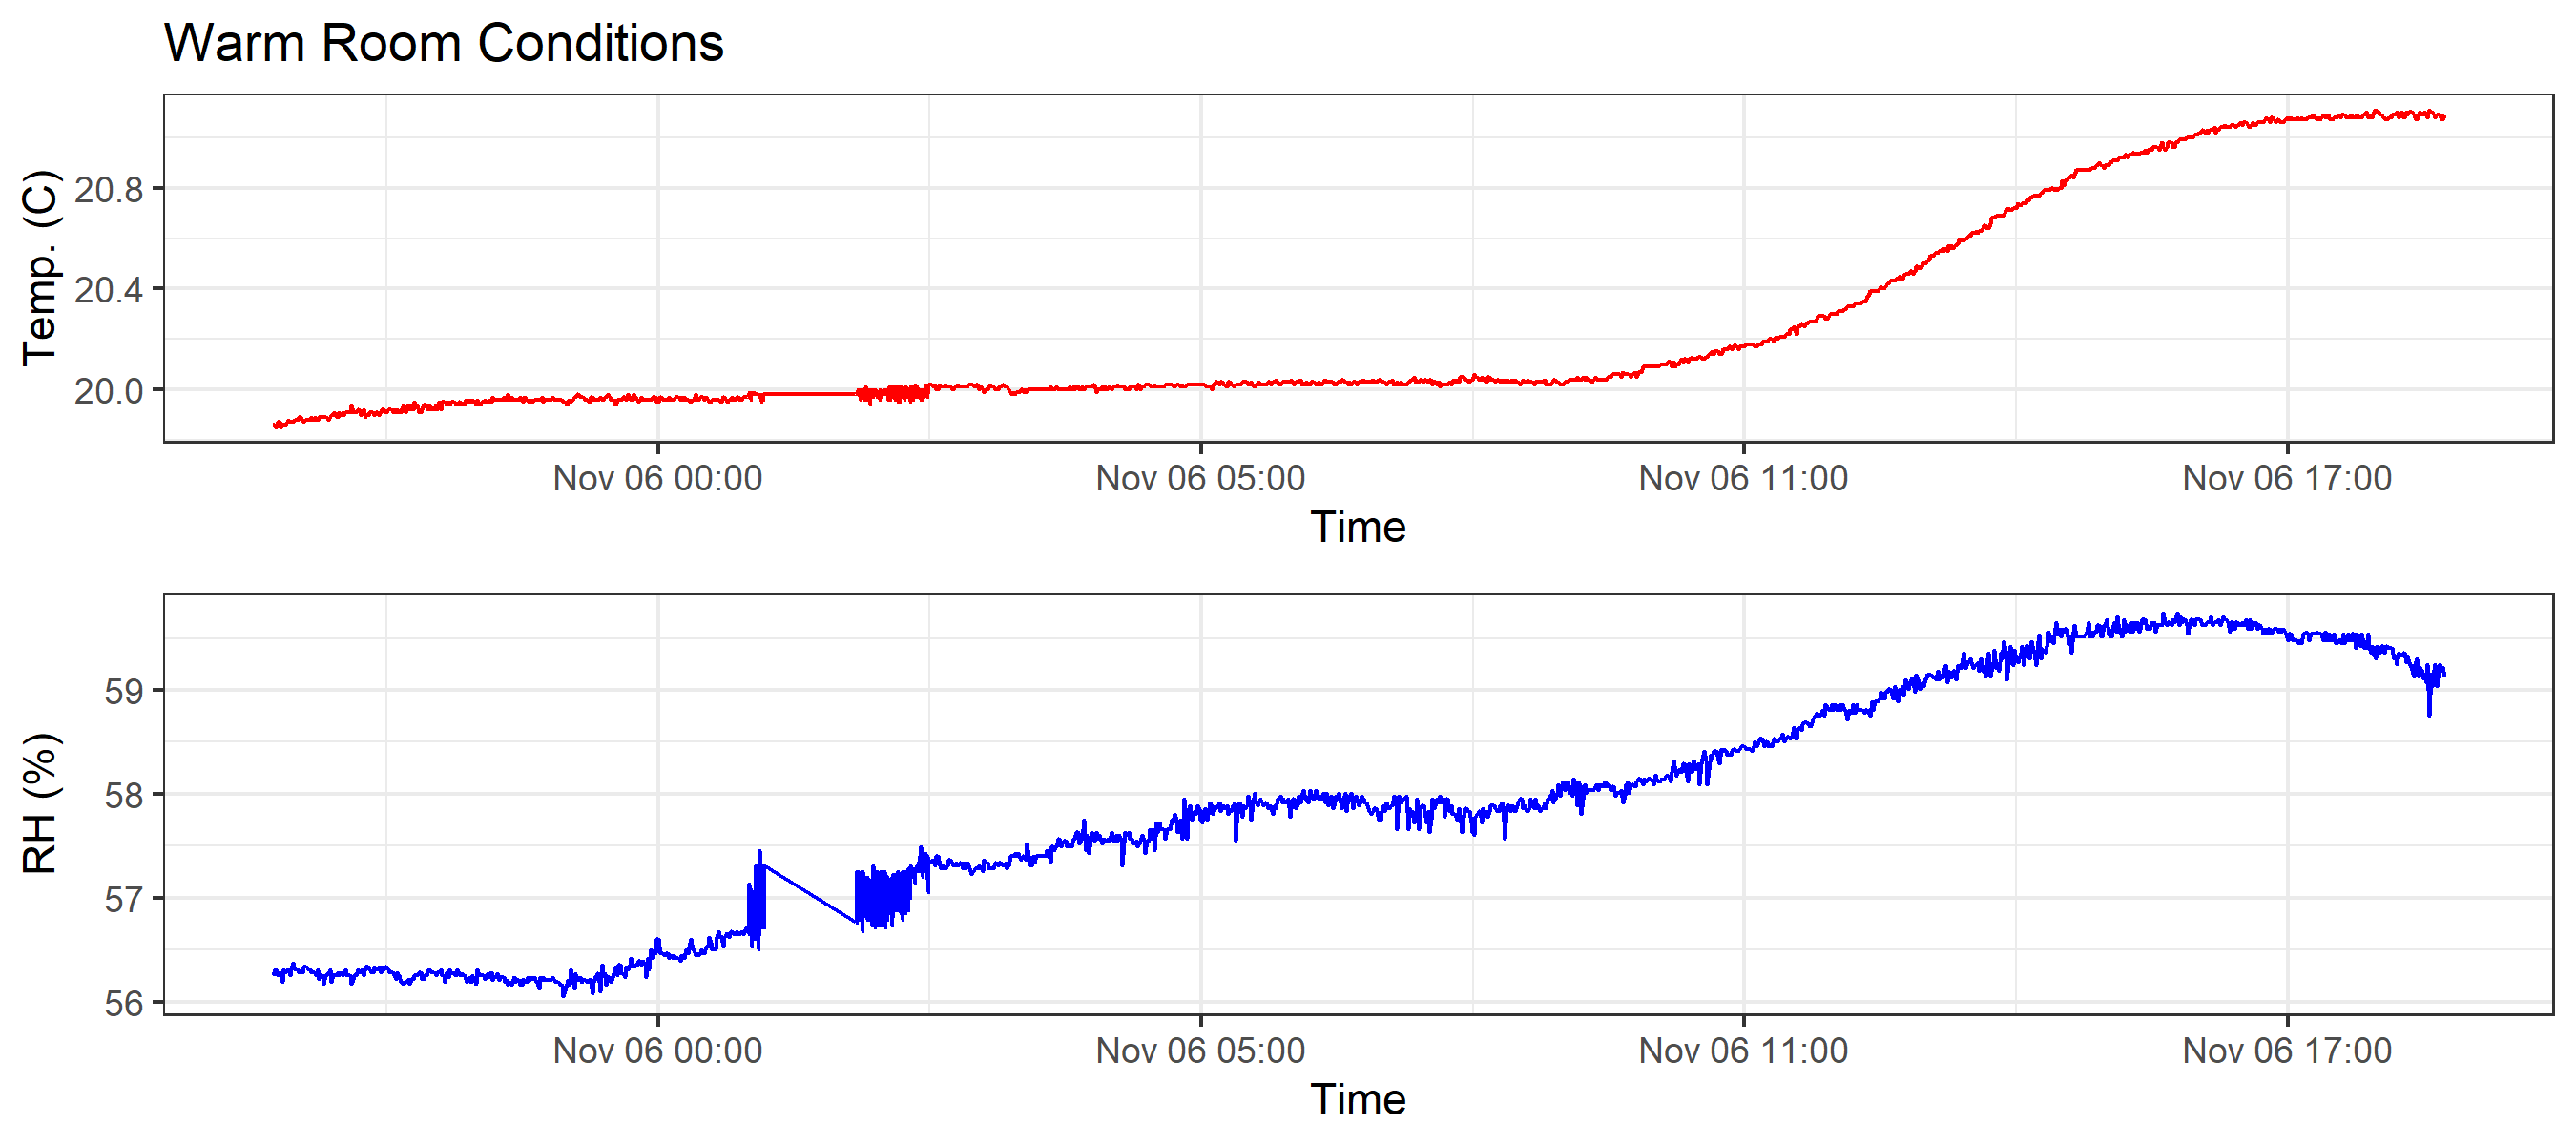 Warm Room Conditions
Temp. (C)
20.8
20.4
20.0
Nov 06 00:00 Nov 06 05:00 Nov 06 11:00 Nov 06 17:00
Time
RH (%)
59
58
57
56
Nov 06 00:00 Nov 06 05:00 Nov 06 11:00 Nov 06 17:00
Time